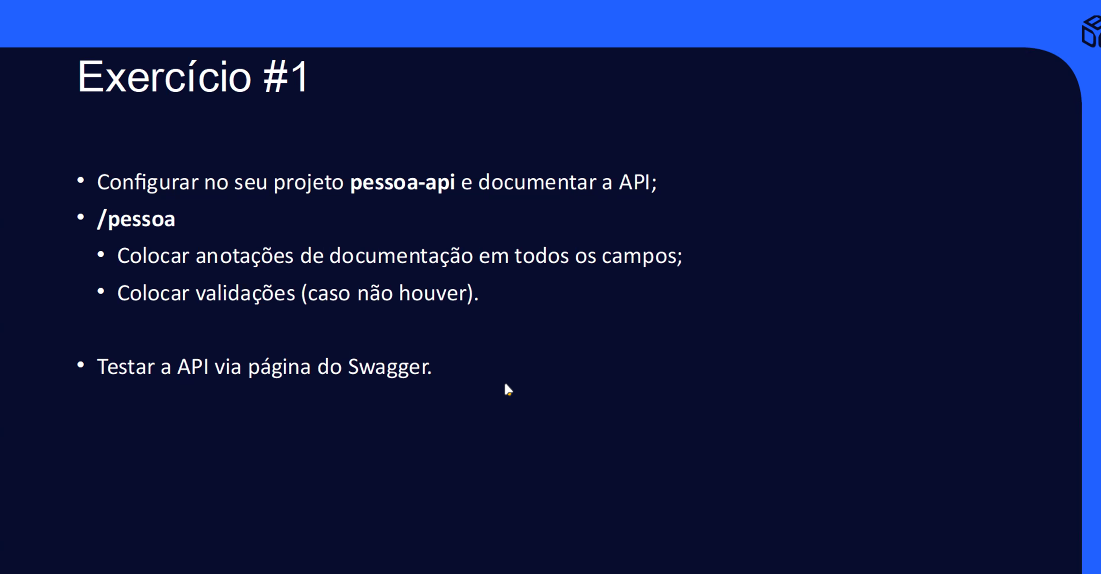 Exercício #1
• Configurar no seu projeto pessoa-api e documentar a API;
• /pessoa
• Colocar anotações de documentação em todos os campos;
• Colocar validações (caso não houver).
• Testar a API via página do Swagger.